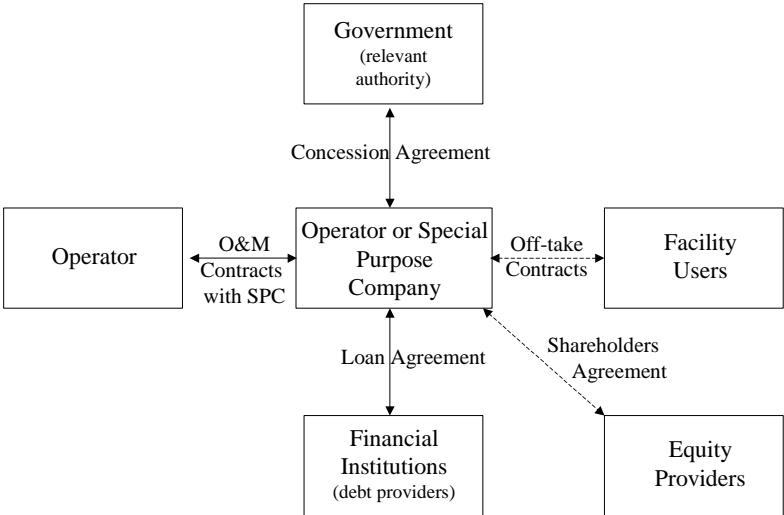 Government
(relevant
authority)
Concession Agreement
Operator
O&M
Contracts
with SPC
Operator or Special
Purpose
Company
Off-take
Contracts
Facility
Users
Loan Agreement
Shareholders
Agreement
Financial
Institutions
(debt providers)
Equity
Providers